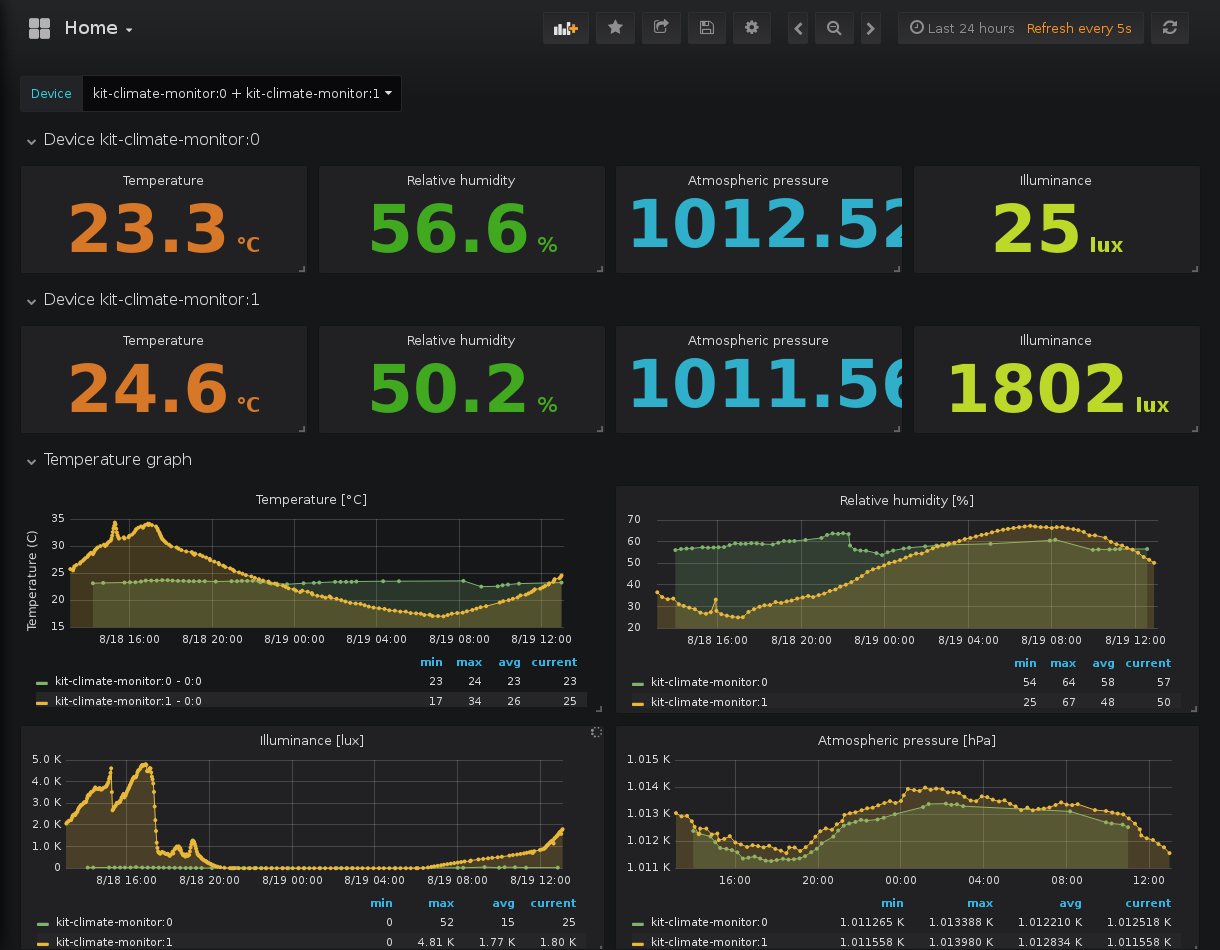 Home
Last 24 hours Refresh every 5s
Device kit-climate-monitor:0 + kit-climate-monitor:1
Device kit-climate-monitor:0
Temperature
23.3 °C
Relative humidity
56.6 %
Atmospheric pressure
1012.52
Illuminance
25 lux
Device kit-climate-monitor:1
Temperature
24.6 °C
Relative humidity
50.2 %
Atmospheric pressure
1011.56
Illuminance
1802 lux
Temperature graph
Temperature [°C]
Temperature (C)
35
30
25
20
15
8/18 16:00 8/18 20:00 8/19 00:00 8/19 04:00 8/19 08:00 8/19 12:00
min max avg current
kit-climate-monitor:0 - 0:0 23 24 23 23
kit-climate-monitor:1 - 0:0 17 34 26 25
Relative humidity [%]
70
60
50
40
30
20
8/18 16:00 8/18 20:00 8/19 00:00 8/19 04:00 8/19 08:00 8/19 12:00
min max avg current
kit-climate-monitor:0 54 64 58 57
kit-climate-monitor:1 25 67 48 50
Illuminance [lux]
5.0 K
4.0 K
3.0 K
2.0 K
1.0 K
0
8/18 16:00 8/18 20:00 8/19 00:00 8/19 04:00 8/19 08:00 8/19 12:00
min max avg current
kit-climate-monitor:0 0 52 15 25
kit-climate-monitor:1 0 4.81 K 1.77 K 1.80 K
Atmospheric pressure [hPa]
1.015 K
1.014 K
1.013 K
1.012 K
1.011 K
16:00 20:00 00:00 04:00 08:00 12:00
min max avg current
kit-climate-monitor:0 1.011265 K 1.013388 K 1.012210 K 1.012518 K
kit-climate-monitor:1 1.011558 K 1.013980 K 1.012834 K 1.011558 K